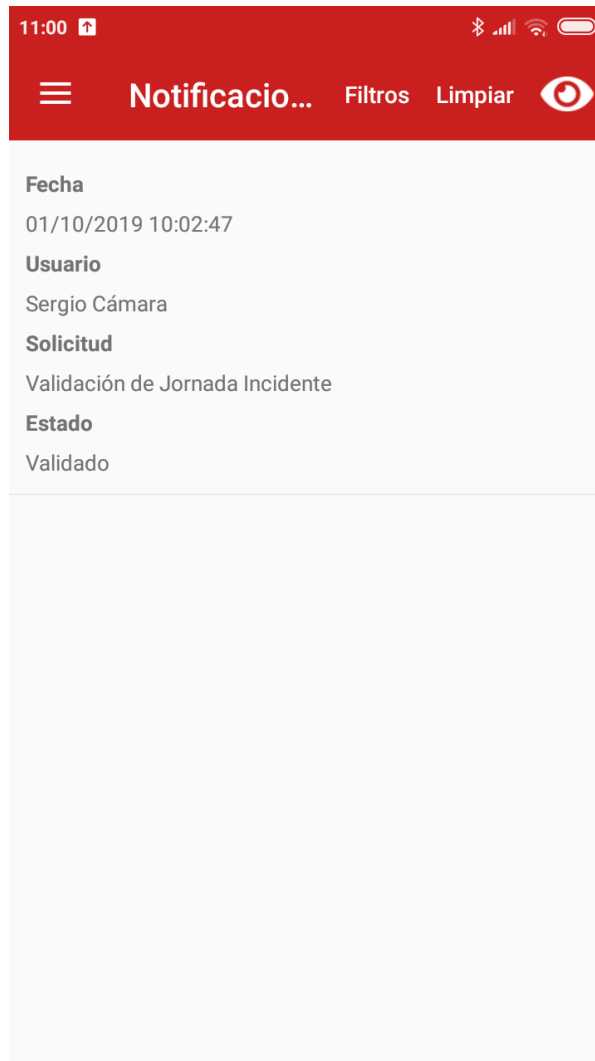 11:00
Notificacio... Filtros Limpiar
Fecha
01/10/2019 10:02:47
Usuario
Sergio Cámara
Solicitud
Validación de Jornada Incidente
Estado
Validado